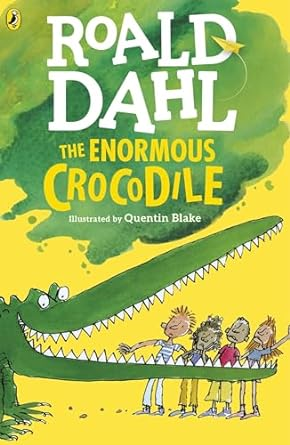 ROALD
DAHL
THE ENORMOUS
CROCODILE
Illustrated by Quentin Blake